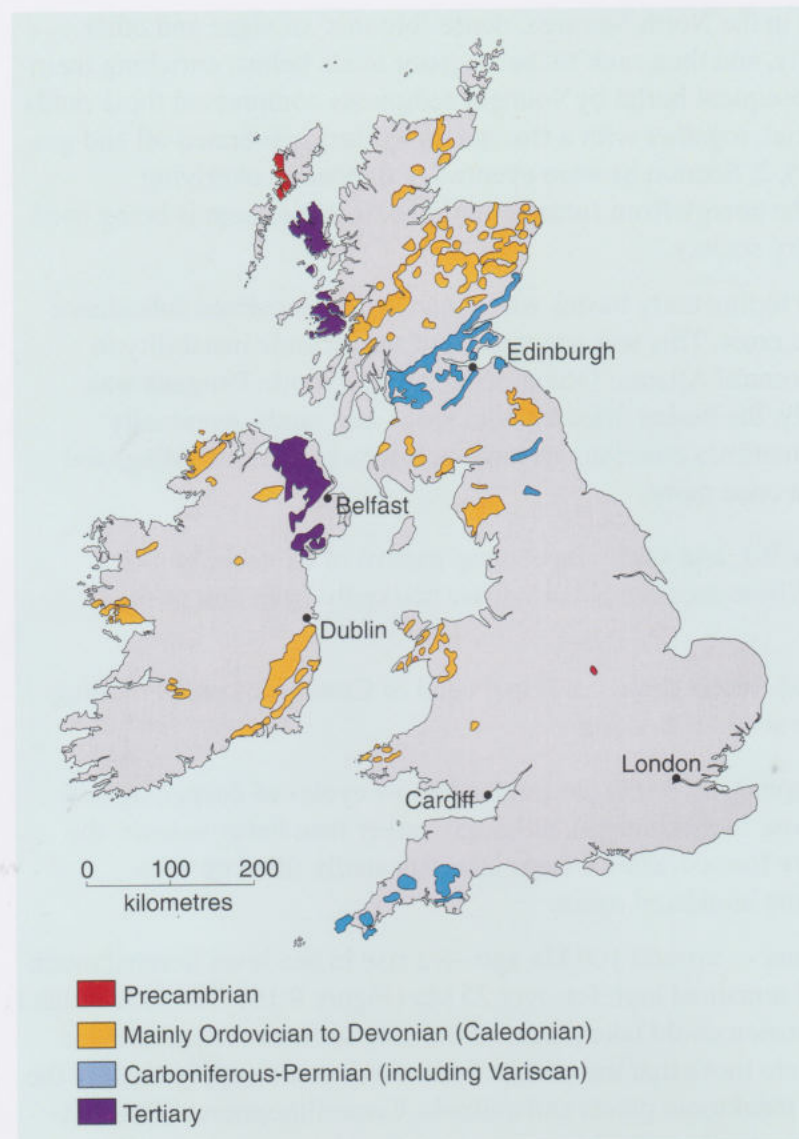 Edinburgh
Belfast
Dublin
London
Cardiff
0 100 200
kilometres
Precambrian
Mainly Ordovician to Devonian (Caledonian)
Carboniferous-Permian (including Variscan)
Tertiary